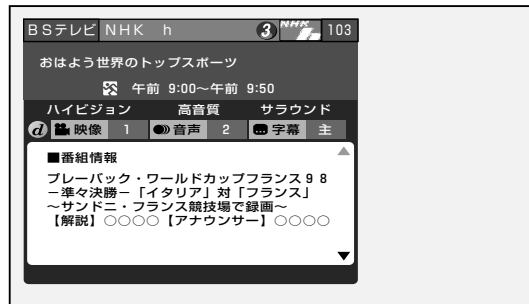 BSテレビ NHK h 3 NHK 103
おはよう世界のトップスポーツ
午前 9:00～午前 9:50
ハイビジョン 高音質 サラウンド
d 映像 1 音声 2 字幕 主
■番組情報
プレーバック・ワールドカップフランス98
－準々決勝－「イタリア」対「フランス」
～サンドニ・フランス競技場で録画～
【解説】○○○○【アナウンサー】○○○○